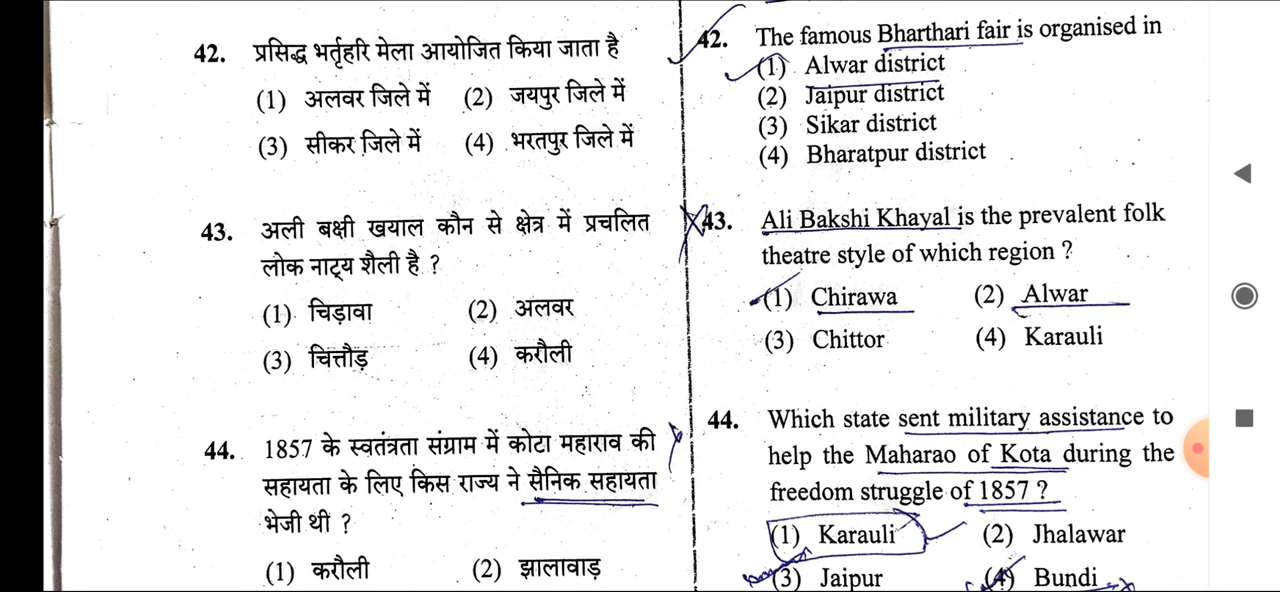 42. प्रसिद्ध भर्तृहरि मेला आयोजित किया जाता है
(1) अलवर जिले में (2) जयपुर जिले में
(3) सीकर जिले में (4) भरतपुर जिले में
43. अली बक्षी खयाल कौन से क्षेत्र में प्रचलित
लोक नाट्य शैली है ?
(1) चिड़ावा (2) अलवर
(3) चित्तौड़ (4) करौली
44. 1857 के स्वतंत्रता संग्राम में कोटा महाराव की
सहायता के लिए किस राज्य ने सैनिक सहायता
भेजी थी ?
(1) करौली (2) झालावाड़
42. The famous Bharthari fair is organised in
(1) Alwar district
(2) Jaipur district
(3) Sikar district
(4) Bharatpur district
43. Ali Bakshi Khayal is the prevalent folk
theatre style of which region ?
(1) Chirawa (2) Alwar
(3) Chittor (4) Karauli
44. Which state sent military assistance to
help the Maharao of Kota during the
freedom struggle of 1857 ?
(1) Karauli (2) Jhalawar
(3) Jaipur (4) Bundi